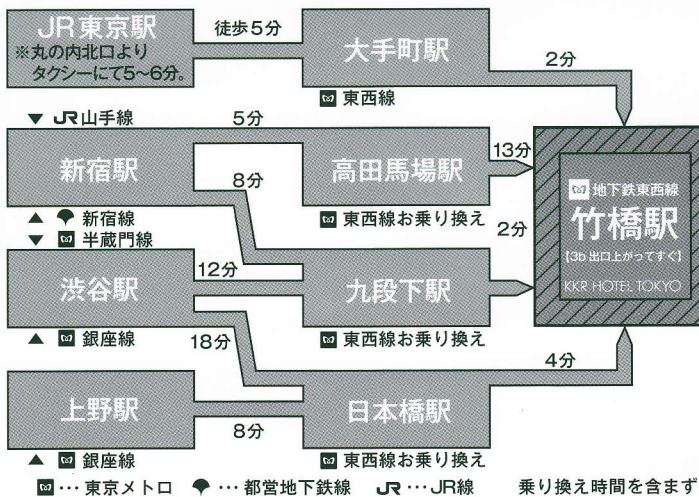 JR東京駅
※丸の内北口より
タクシーにて5〜6分。
徒歩5分
大手町駅
2分
東西線
▼ JR山手線
5分
新宿駅
高田馬場駅
13分
8分
▲ 新宿線
▼ 半蔵門線
東西線お乗り換え
2分
地下鉄東西線
竹橋駅
【3b 出口上がってすぐ】
KKR HOTEL TOKYO
12分
渋谷駅
九段下駅
▲ 銀座線
18分
東西線お乗り換え
4分
上野駅
日本橋駅
8分
▲ 銀座線
東西線お乗り換え
…東京メトロ
…都営地下鉄線
JR…JR線
乗り換え時間を含まず